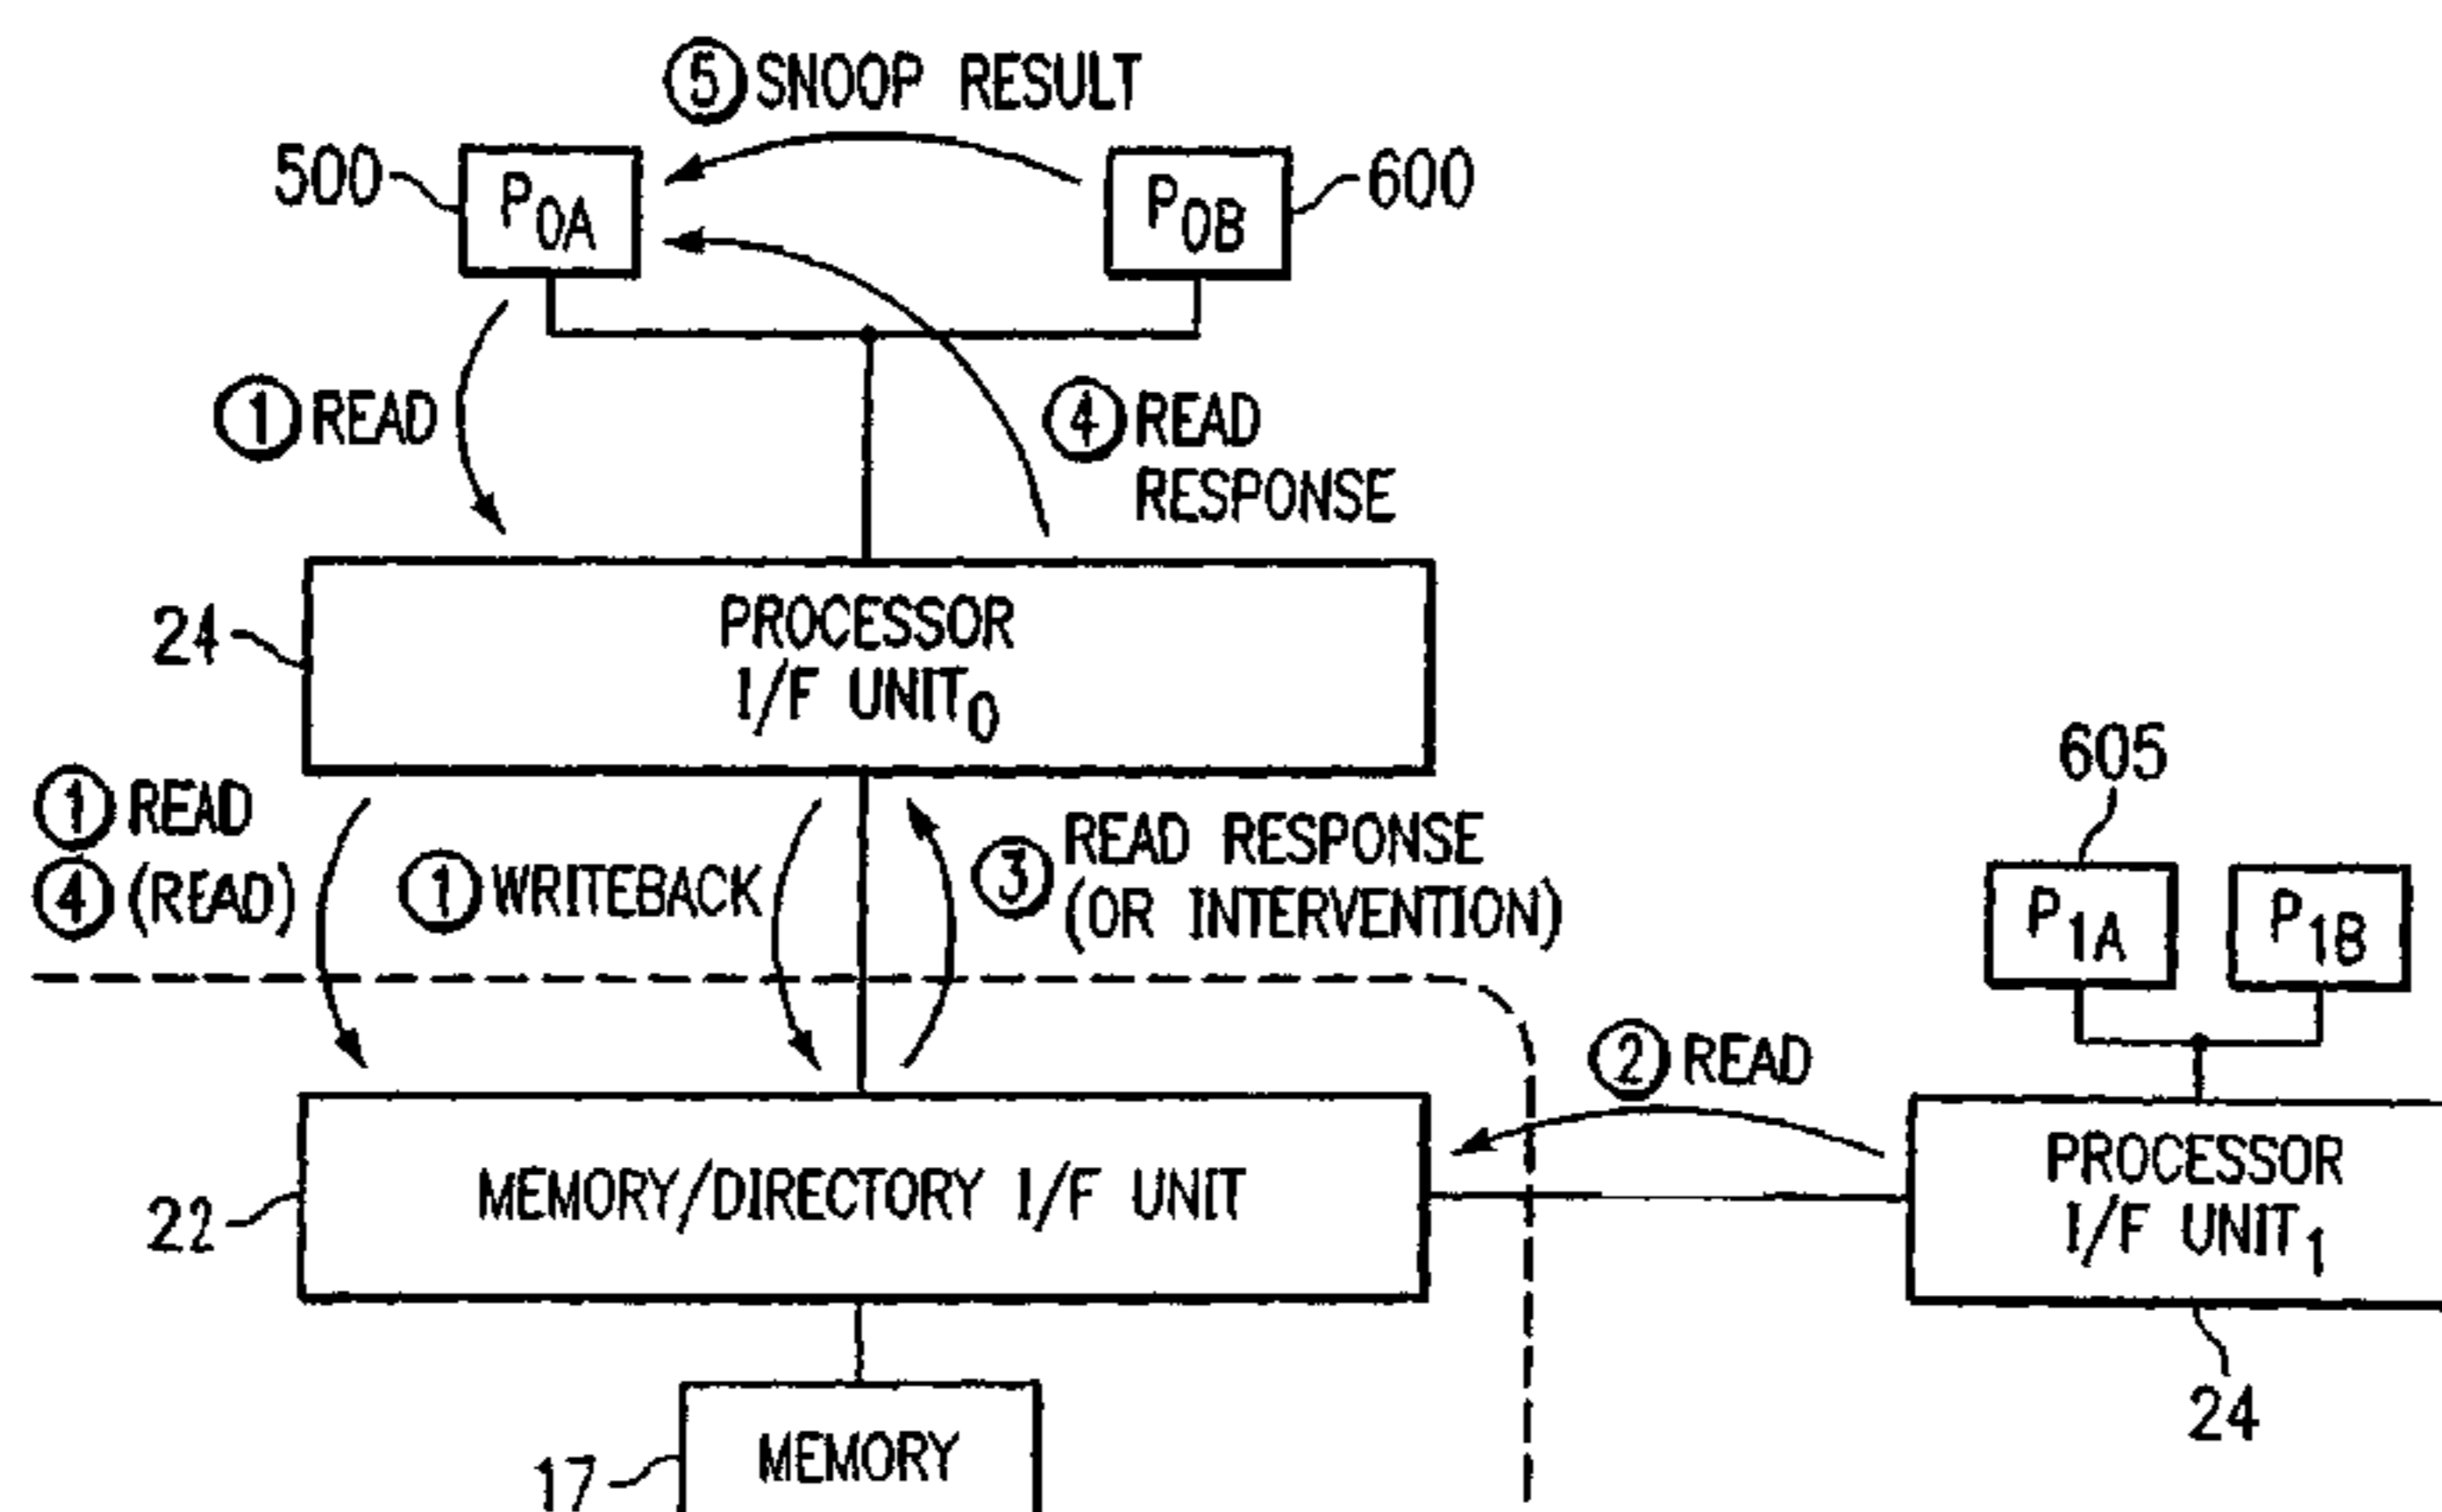 ⑤ SNOOP RESULT
500
P0A
P0B
600
① READ
④ READ
RESPONSE
24
PROCESSOR
I/F UNIT0
605
① READ
④ (READ)
① WRITEBACK
③ READ RESPONSE
(OR INTERVENTION)
P1A
P1B
② READ
22
MEMORY/DIRECTORY I/F UNIT
PROCESSOR
I/F UNIT1
24
17
MEMORY